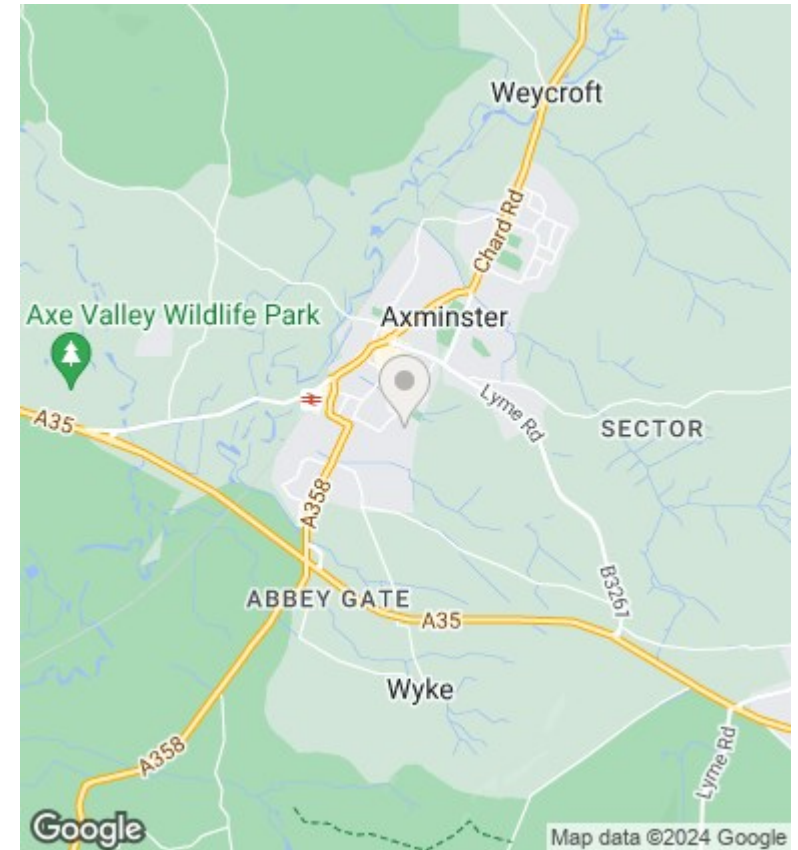 Weycroft
Chard Rd
Axe Valley Wildlife Park
Axminster
Lyme Rd
A35
SECTOR
A358
B3261
ABBEY GATE
A35
Wyke
A358
Lyme Rd
Google
Map data ©2024 Google